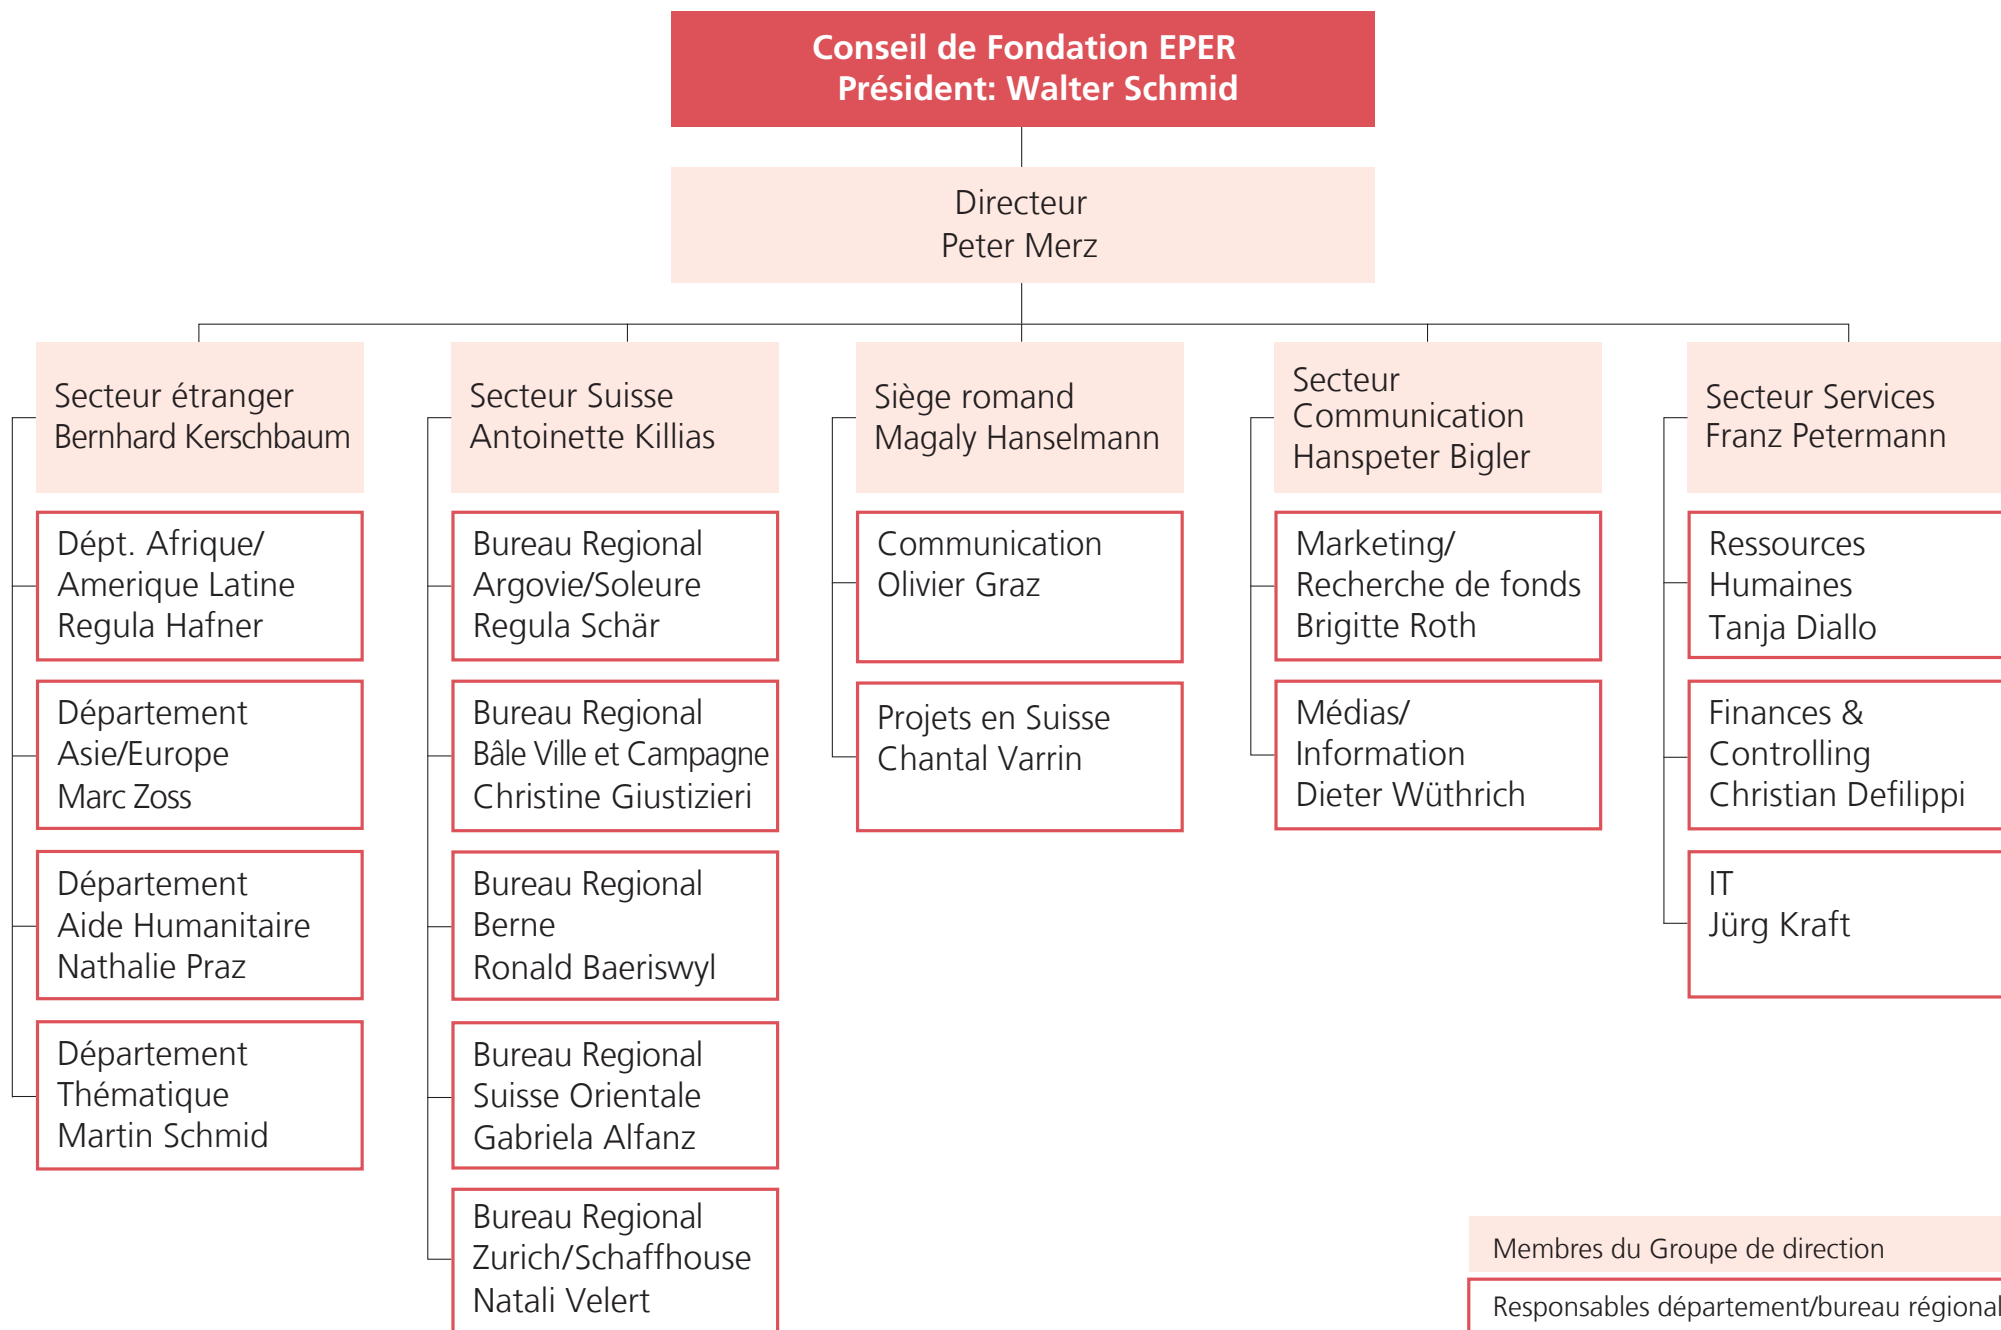 Conseil de Fondation EPER
Président: Walter Schmid
Directeur
Peter Merz
Secteur étranger
Bernhard Kerschbaum
Dépt. Afrique/
Amerique Latine
Regula Hafner
Département
Asie/Europe
Marc Zoss
Département
Aide Humanitaire
Nathalie Praz
Département
Thématique
Martin Schmid
Secteur Suisse
Antoinette Killias
Bureau Regional
Argovie/Soleure
Regula Schär
Bureau Regional
Bâle Ville et Campagne
Christine Giustizieri
Bureau Regional
Berne
Ronald Baeriswyl
Bureau Regional
Suisse Orientale
Gabriela Alfanz
Bureau Regional
Zurich/Schaffhouse
Natali Velert
Siège romand
Magaly Hanselmann
Communication
Olivier Graz
Projets en Suisse
Chantal Varrin
Secteur
Communication
Hanspeter Bigler
Marketing/
Recherche de fonds
Brigitte Roth
Médias/
Information
Dieter Wüthrich
Secteur Services
Franz Petermann
Ressources
Humaines
Tanja Diallo
Finances &
Controlling
Christian Defilippi
IT
Jürg Kraft
Membres du Groupe de direction
Responsables département/bureau régional